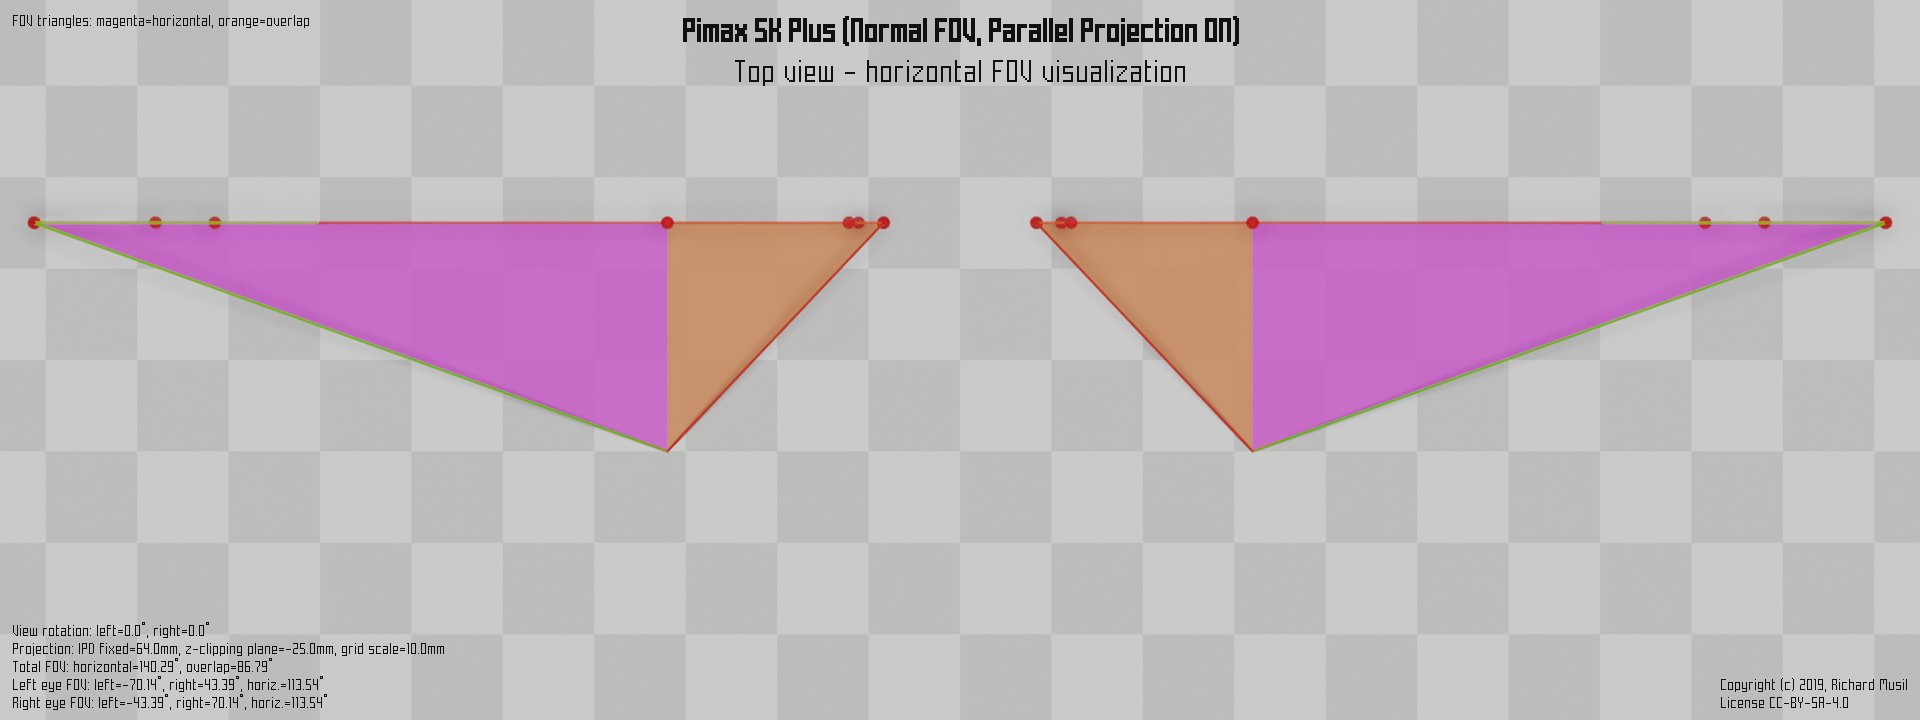 FOV triangles: magenta=horizontal, orange=overlap
Pimax 5K Plus (Normal FOV, Parallel Projection ON)
Top view - horizontal FOV visualization
View rotation: left=0.0°, right=0.0°
Projection: IPD fixed=64.0mm, z-clipping plane=-25.0mm, grid scale=10.0mm
Total FOV: horizontal=140.29°, overlap=86.79°
Left eye FOV: left=-70.14°, right=43.39°, horiz.=113.54°
Right eye FOV: left=-43.39°, right=70.14°, horiz.=113.54°
Copyright (c) 2019, Richard Musil
License CC-BY-SA-4.0